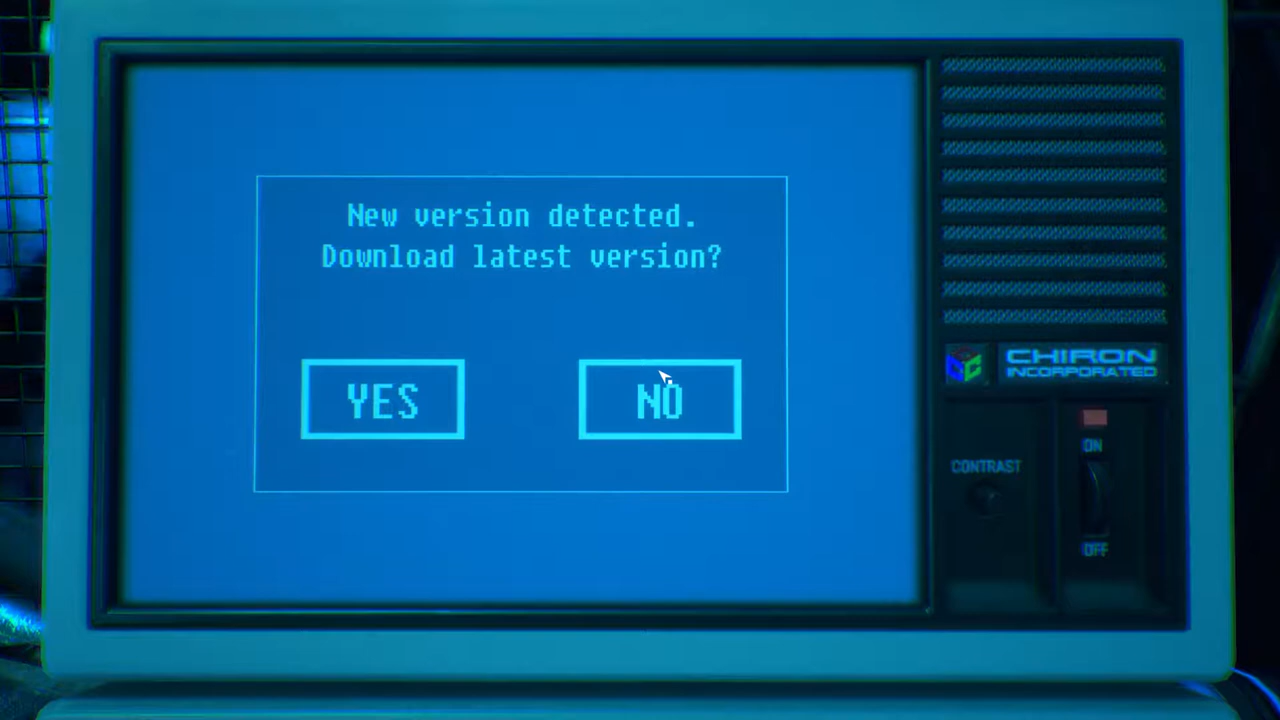 New version detected.
Download latest version?
YES
NO
CHIRON
INCORPORATED
CONTRAST
ON
OFF